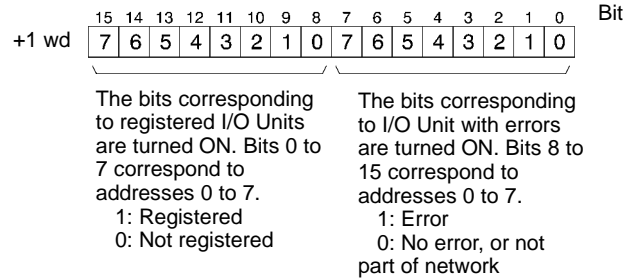 15 14 13 12 11 10 9 8 7 6 5 4 3 2 1 0 Bit
+1 wd 7 6 5 4 3 2 1 0 7 6 5 4 3 2 1 0
The bits corresponding
to registered I/O Units
are turned ON. Bits 0 to
7 correspond to
addresses 0 to 7.
1: Registered
0: Not registered
The bits corresponding
to I/O Unit with errors
are turned ON. Bits 8 to
15 correspond to
addresses 0 to 7.
1: Error
0: No error, or not
part of network